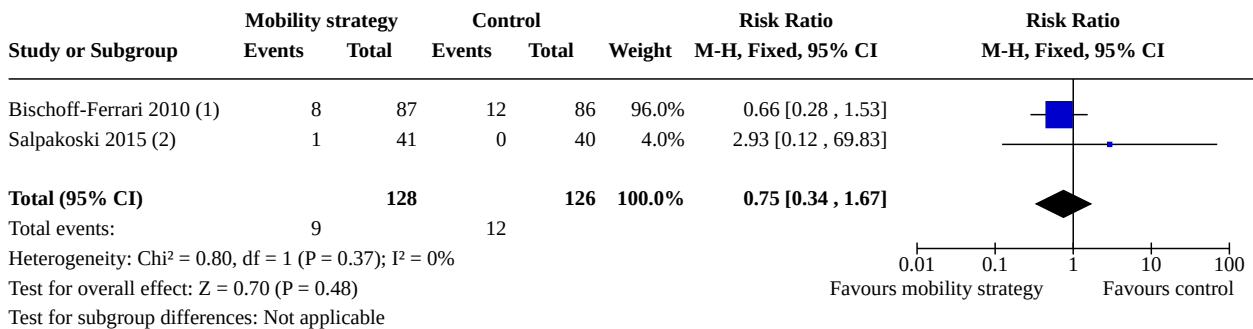 Mobility strategy Control Risk Ratio Risk Ratio
Study or Subgroup Events Total Events Total Weight M-H, Fixed, 95% CI M-H, Fixed, 95% CI
Bischoff-Ferrari 2010 (1) 8 87 12 86 96.0% 0.66 [0.28 , 1.53]
Salpakoski 2015 (2) 1 41 0 40 4.0% 2.93 [0.12 , 69.83]
Total (95% CI) 128 126 100.0% 0.75 [0.34 , 1.67]
Total events: 9 12
Heterogeneity: Chi² = 0.80, df = 1 (P = 0.37); I² = 0%
0.01 0.1 1 10 100
Test for overall effect: Z = 0.70 (P = 0.48)
Favours mobility strategy Favours control
Test for subgroup differences: Not applicable